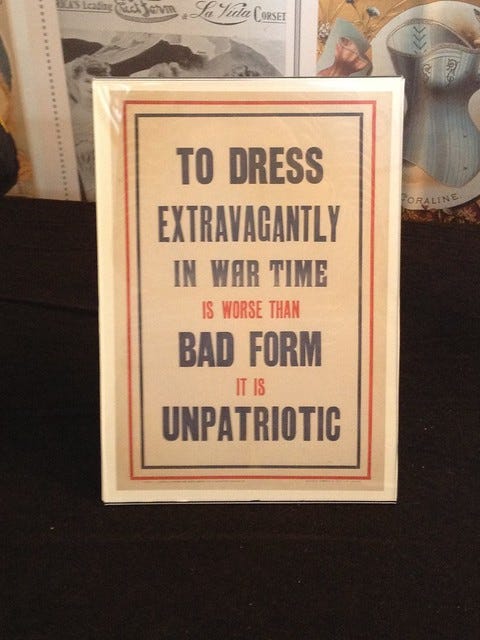 La Vida CORSET
CORALINE
TO DRESS
EXTRAVAGANTLY
IN WAR TIME
IS WORSE THAN
BAD FORM
IT IS
UNPATRIOTIC